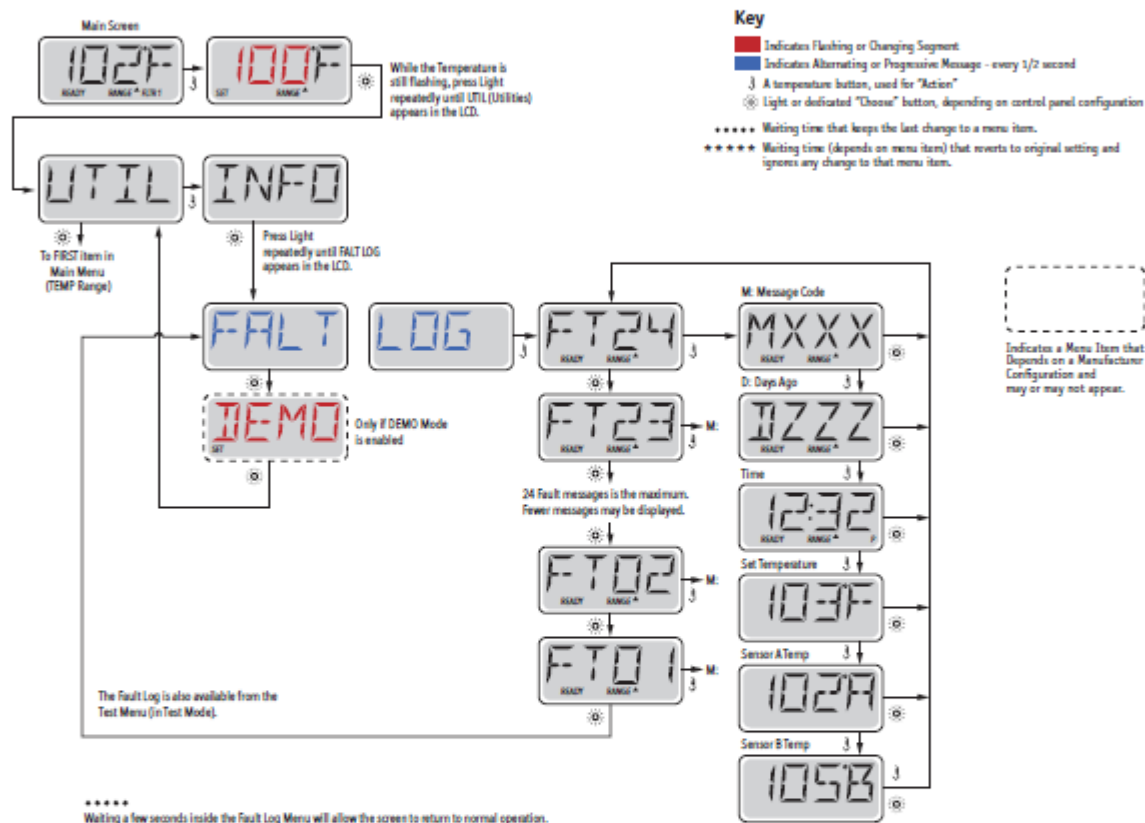 Main Screen
102°F
READY RANGE FLTR 1
100°F
SET RANGE
While the Temperature is
still flashing, press Light
repeatedly until UTIL (Utilities)
appears in the LCD.
Key
Indicates Flashing or Changing Segment
Indicates Alternating or Progressive Message - every 1/2 second
A temperature button, used for "Action"
Light or dedicated "Choose" button, depending on control panel configuration
••••• Waiting time that keeps the last change to a menu item.
★★★★★ Waiting time (depends on menu item) that reverts to original setting and
ignores any change to that menu item.
UTIL
INFO
To FIRST item in
Main Menu
(TEMP Range)
Press Light
repeatedly until FALT LOG
appears in the LCD.
FALT
LOG
FT24
READY RANGE
M: Message Code
MXXX
READY RANGE
Indicates a Menu Item that
Depends on a Manufacturer
Configuration and
may or may not appear.
DEMO
SET
Only if DEMO Mode
is enabled
FT23
READY RANGE
M:
D: Days Ago
DZZZ
READY RANGE
24 Fault messages is the maximum.
Fewer messages may be displayed.
Time
12:32
READY RANGE P
FT02
READY RANGE
M:
Set Temperature
103°F
FT01
READY RANGE
M:
Sensor A Temp
102°A
The Fault Log is also available from the
Test Menu (in Test Mode).
Sensor B Temp
105°B
•••••
Waiting a few seconds inside the Fault Log Menu will allow the screen to return to normal operation.